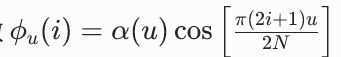 ϕ_u(i) = α(u) cos [ π(2i+1)u / 2N ]